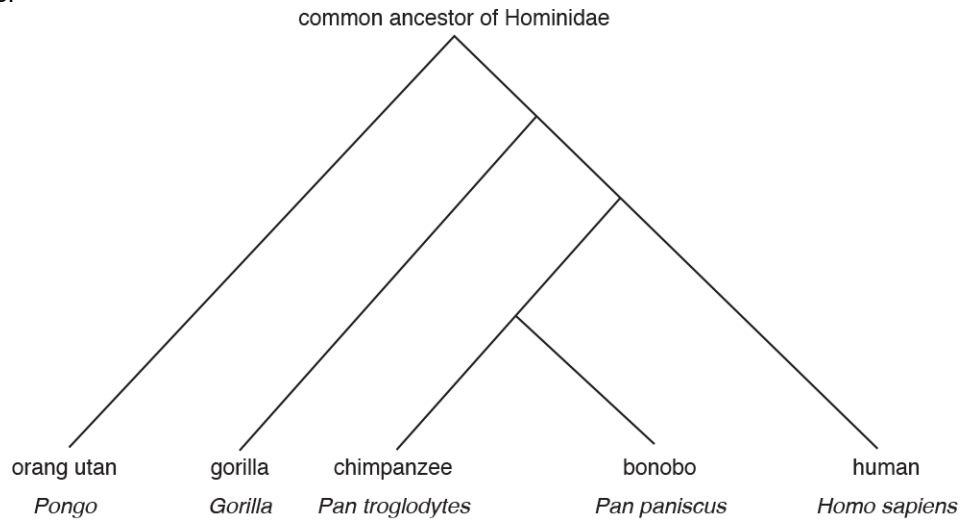 common ancestor of Hominidae
orang utan gorilla chimpanzee bonobo human
Pongo Gorilla Pan troglodytes Pan paniscus Homo sapiens